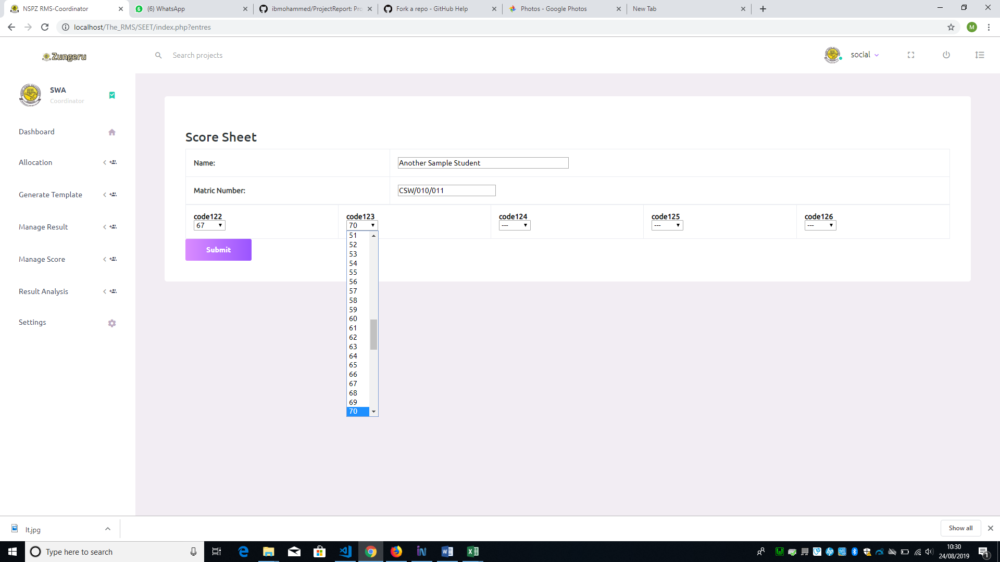 NSPZ RMS-Coordinator
(6) WhatsApp
ibmohammed/ProjectReport: Pro
Fork a repo - GitHub Help
Photos - Google Photos
New Tab
localhost/The_RMS/SEET/index.php?entres
M
Zungeru
Search projects
social
SWA
Coordinator
Dashboard
Allocation
Generate Template
Manage Result
Manage Score
Result Analysis
Settings
Score Sheet
Name: Another Sample Student
Matric Number: CSW/010/011
code122 code123 code124 code125 code126
67 70 --- --- ---
51
52
53
54
55
56
57
58
59
60
61
62
63
64
65
66
67
68
69
70
Submit
lt.jpg
Show all
Type here to search
10:30
24/08/2019
1